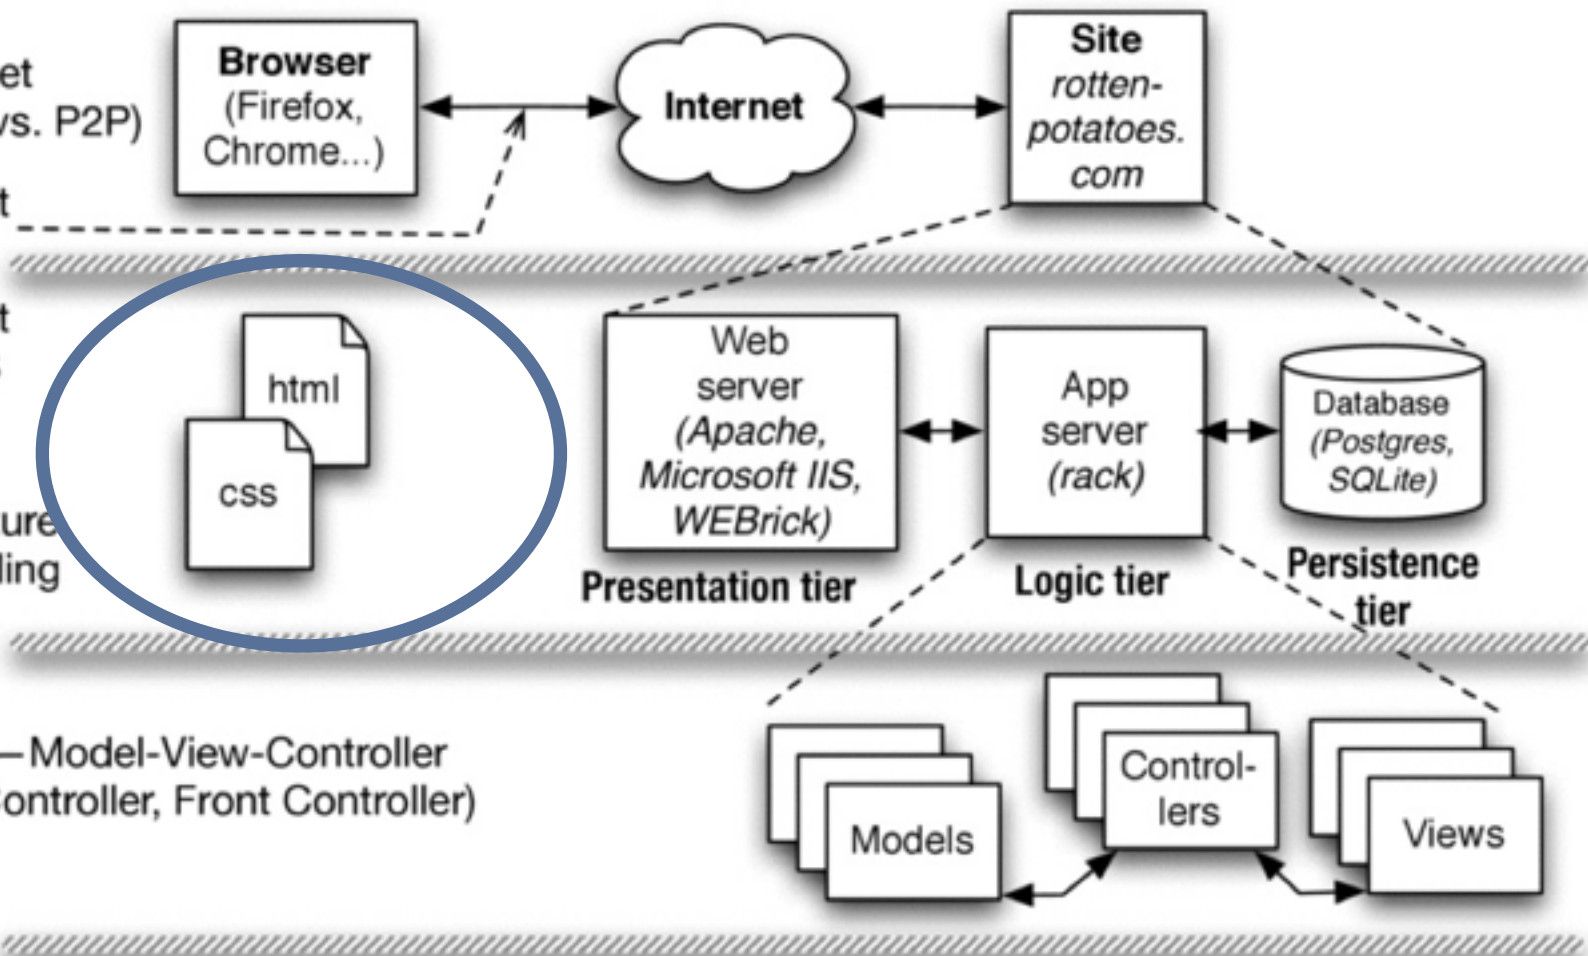 et
vs. P2P)
t
Browser
(Firefox,
Chrome...)
Internet
Site
rotten-
potatoes.
com
t
ure
ling
html
css
Web
server
(Apache,
Microsoft IIS,
WEBrick)
Presentation tier
App
server
(rack)
Logic tier
Database
(Postgres,
SQLite)
Persistence
tier
—Model-View-Controller
ontroller, Front Controller)
Models
Control-
lers
Views